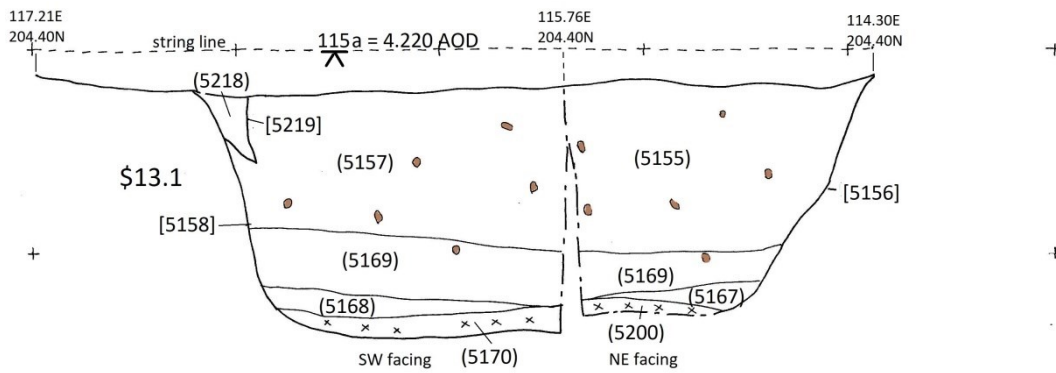 117.21E
204.40N
115.76E
204.40N
114.30E
204.40N
string line
115a = 4.220 AOD
(5218)
[5219]
(5157)
(5155)
$13.1
[5156]
[5158]
(5169)
(5169)
(5168)
(5167)
(5200)
SW facing
(5170)
NE facing